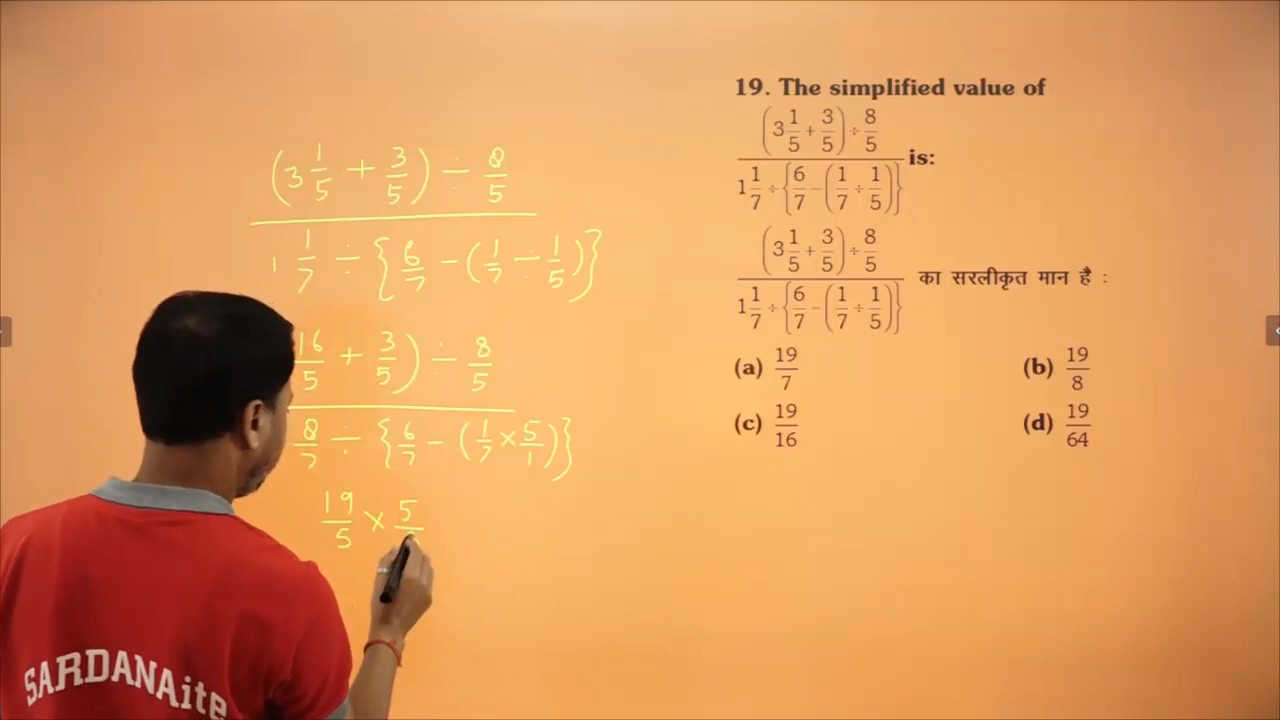 19. The simplified value of
(3 1/5 + 3/5) ÷ 8/5
1 1/7 ÷ {6/7 − (1/7 ÷ 1/5)}
is:
(3 1/5 + 3/5) ÷ 8/5
1 1/7 ÷ {6/7 − (1/7 ÷ 1/5)}
का सरलीकृत मान है :
(a) 19/7 (b) 19/8
(c) 19/16 (d) 19/64
(3 1/5 + 3/5) ÷ 8/5
1 1/7 ÷ {6/7 − (1/7 ÷ 1/5)}
16/5 + 3/5) ÷ 8/5
8/7 ÷ {6/7 − (1/7 × 5/1)}
19/5 × 5
SARDANAite